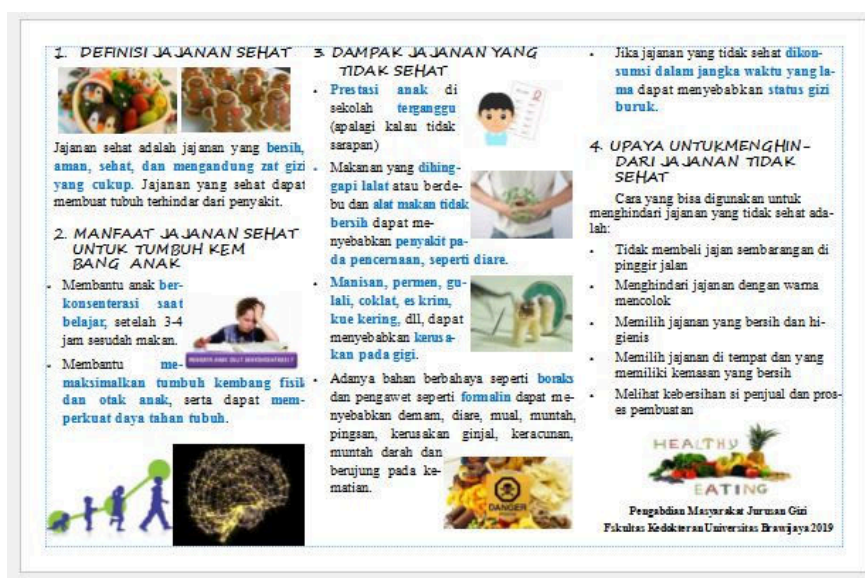 1. DEFINISI JAJANAN SEHAT
Jajanan sehat adalah jajanan yang bersih,
aman, sehat, dan mengandung zat gizi
yang cukup. Jajanan yang sehat dapat
membuat tubuh terhindar dari penyakit.
2. MANFAAT JAJANAN SEHAT
UNTUK TUMBUH KEM
BANG ANAK
• Membantu anak ber-
konsenterasi saat
belajar, setelah 3-4
jam sesudah makan.
• Membantu me-
maksimalkan tumbuh kembang fisik
dan otak anak, serta dapat mem-
perkuat daya tahan tubuh.
3. DAMPAK JAJANAN YANG
TIDAK SEHAT
• Prestasi anak di
sekolah terganggu
(apalagi kalau tidak
sarapan)
• Makanan yang dihing-
gapi lalat atau berde-
bu dan alat makan tidak
bersih dapat me-
nyebabkan penyakit pa-
da pencernaan, seperti diare.
• Manisan, permen, gu-
lali, coklat, es krim,
kue kering, dll, dapat
menyebabkan kerusa-
kan pada gigi.
• Adanya bahan berbahaya seperti boraks
dan pengawet seperti formalin dapat me-
nyebabkan demam, diare, mual, muntah,
pingsan, kerusakan ginjal, keracunan,
muntah darah dan
berujung pada ke-
matian.
DANGER
• Jika jajanan yang tidak sehat dikon-
sumsi dalam jangka waktu yang la-
ma dapat menyebabkan status gizi
buruk.
4. UPAYA UNTUKMENGHIN-
DARI JAJANAN TIDAK
SEHAT
Cara yang bisa digunakan untuk
menghindari jajanan yang tidak sehat ada-
lah:
• Tidak membeli jajan sembarangan di
pinggir jalan
• Menghindari jajanan dengan warna
mencolok
• Memilih jajanan yang bersih dan hi-
gienis
• Memilih jajanan di tempat dan yang
memiliki kemasan yang bersih
• Melihat kebersihan si penjual dan pros-
es pembuatan
HEALTHY
EATING
Pengabdian Masyarakat Jurusan Gizi
Fskultas Kedokteran Universitas Brawijaya 2019